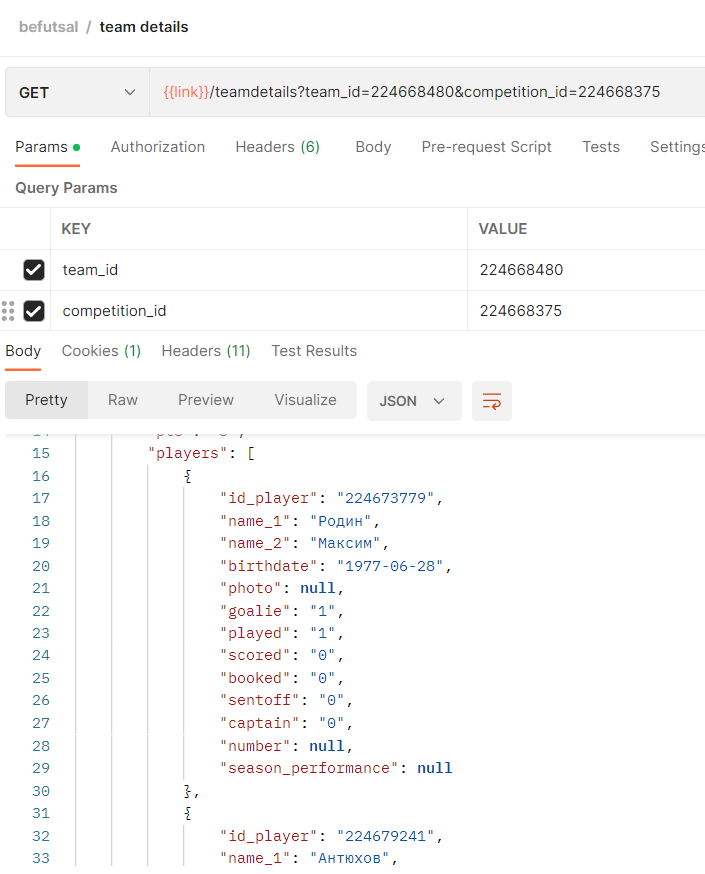 befutsal / team details
GET {{link}}/teamdetails?team_id=224668480&competition_id=224668375
Params Authorization Headers (6) Body Pre-request Script Tests Settings
Query Params
KEY VALUE
team_id 224668480
competition_id 224668375
Body Cookies (1) Headers (11) Test Results
Pretty Raw Preview Visualize JSON
15 "players": [
16 {
17 "id_player": "224673779",
18 "name_1": "Родин",
19 "name_2": "Максим",
20 "birthdate": "1977-06-28",
21 "photo": null,
22 "goalie": "1",
23 "played": "1",
24 "scored": "0",
25 "booked": "0",
26 "sentoff": "0",
27 "captain": "0",
28 "number": null,
29 "season_performance": null
30 },
31 {
32 "id_player": "224679241",
33 "name_1": "Антюхов",